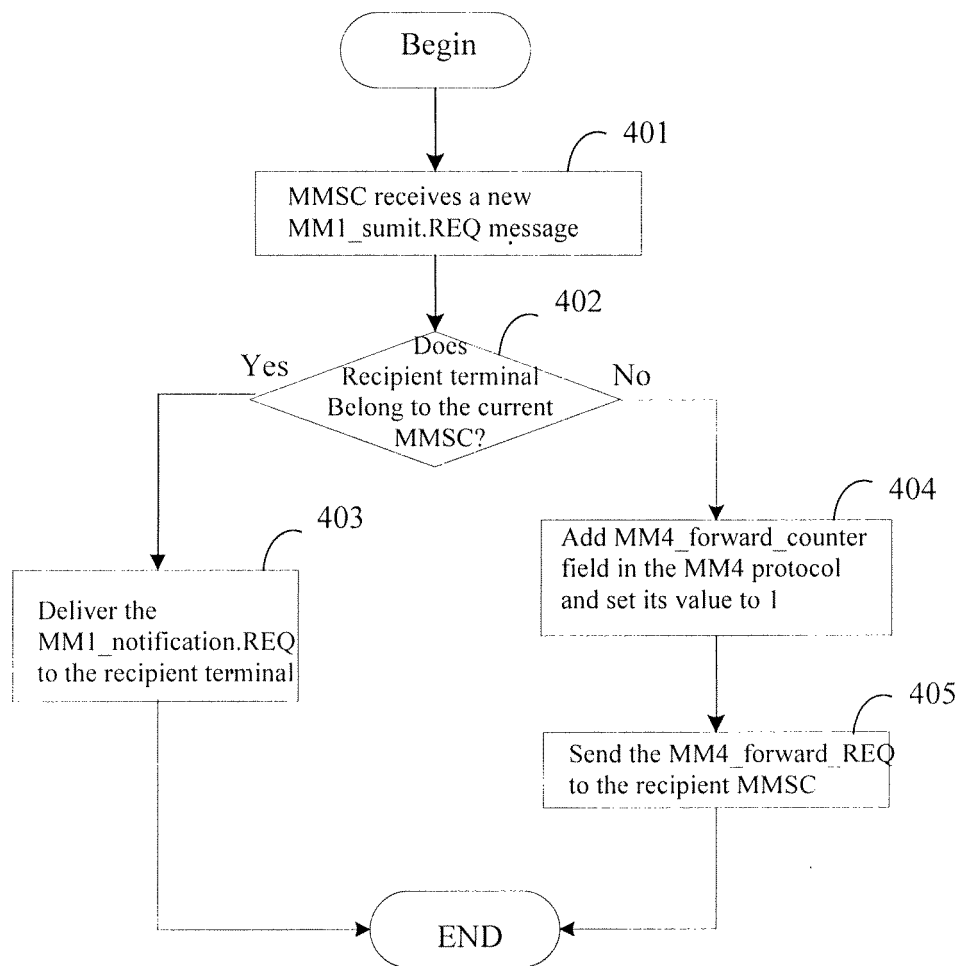 Begin
401
MMSC receives a new
MM1_sumit.REQ message
402
Does
Recipient terminal
Belong to the current
MMSC?
Yes
No
403
Deliver the
MM1_notification.REQ
to the recipient terminal
404
Add MM4_forward_counter
field in the MM4 protocol
and set its value to 1
405
Send the MM4_forward_REQ
to the recipient MMSC
END